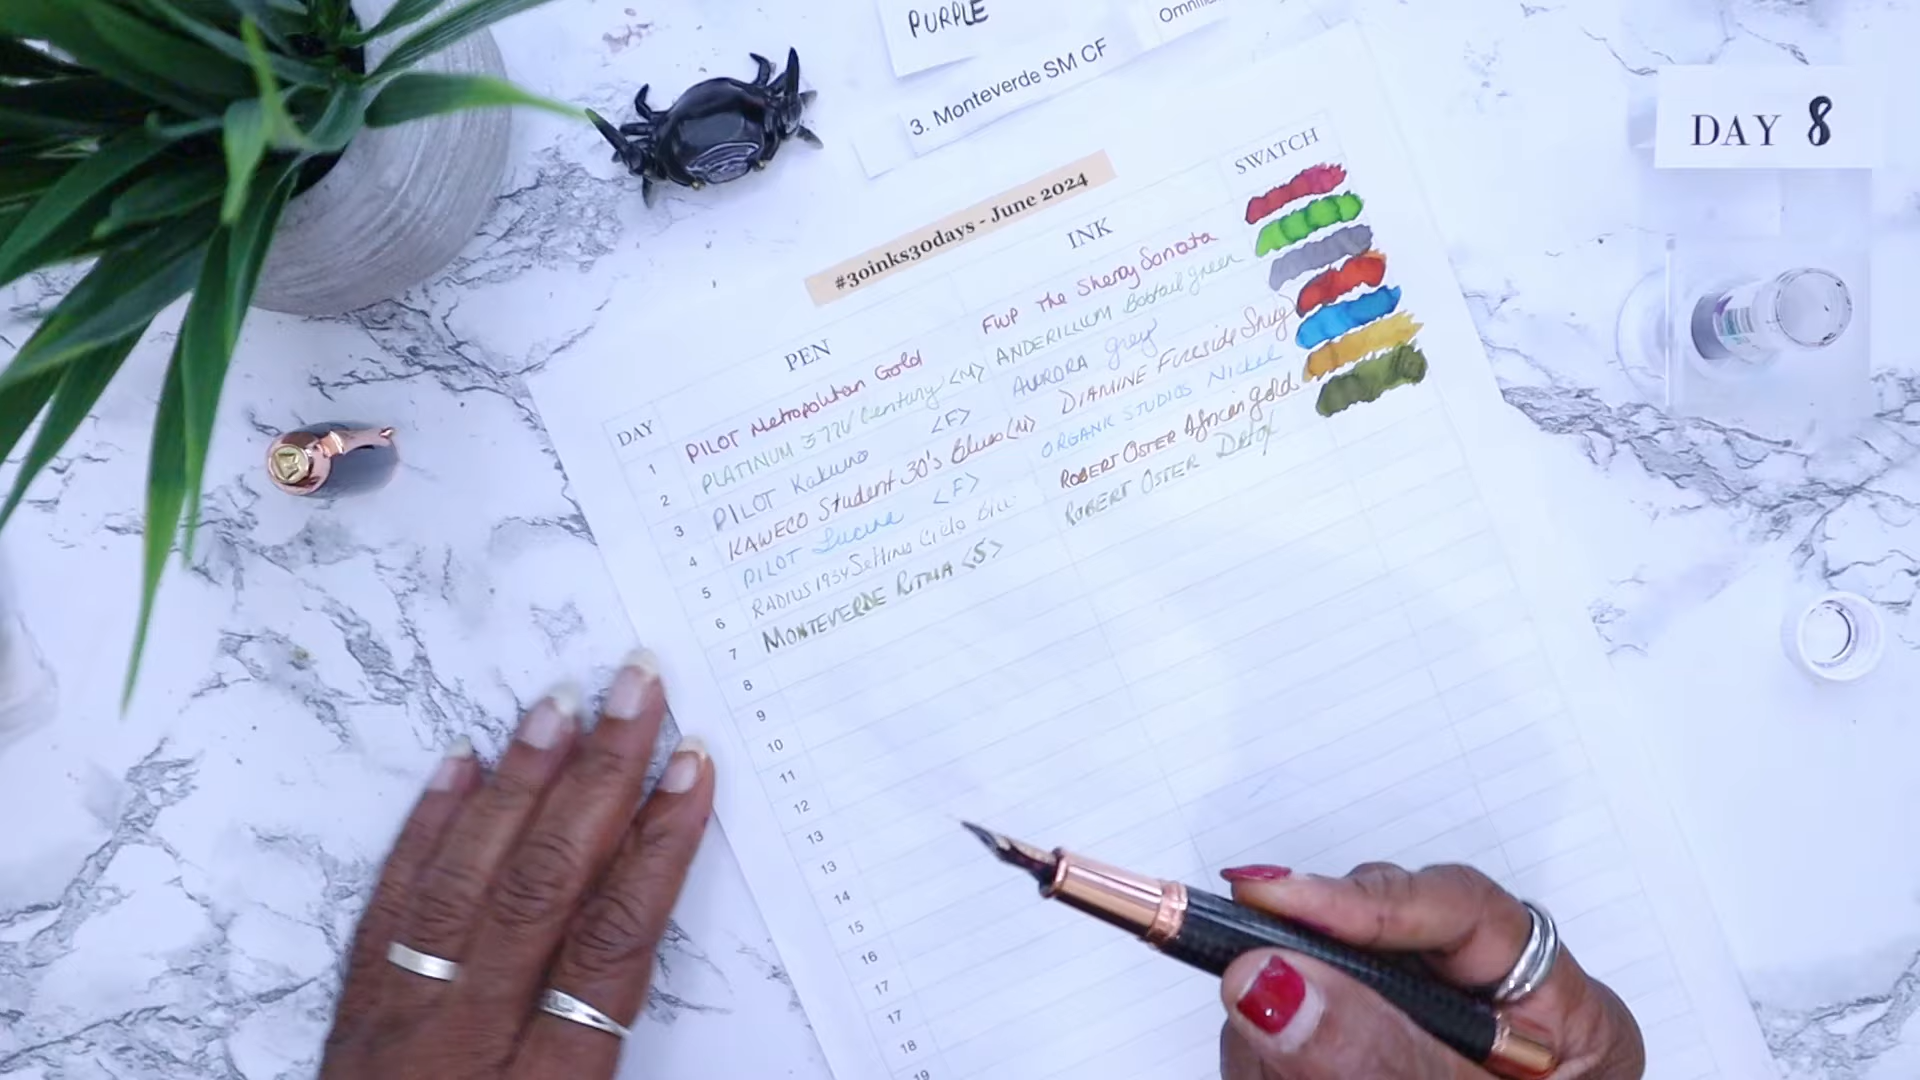 PURPLE
3. Monteverde SM CF
DAY 8
#30inks30days - June 2024
DAY PEN INK SWATCH
1 PILOT Metropolitan Gold FWP The Sherry Sonata
2 PLATINUM 3776 Century <M> ANDERILLIUM Bobtail green
3 PILOT Kakuno <F> AURORA grey
4 KAWECO Student 30's Blues <M> DIAMINE Fireside Snug
5 PILOT Lucina <F> ORGANIC STUDIOS Nickel
6 RADIUS 1934 Settimo Cielo Blu ROBERT OSTER African gold
7 MONTEVERDE RITMA <S> ROBERT OSTER
8
9
10
11
12
13
13
14
15
16
17
17
18
19